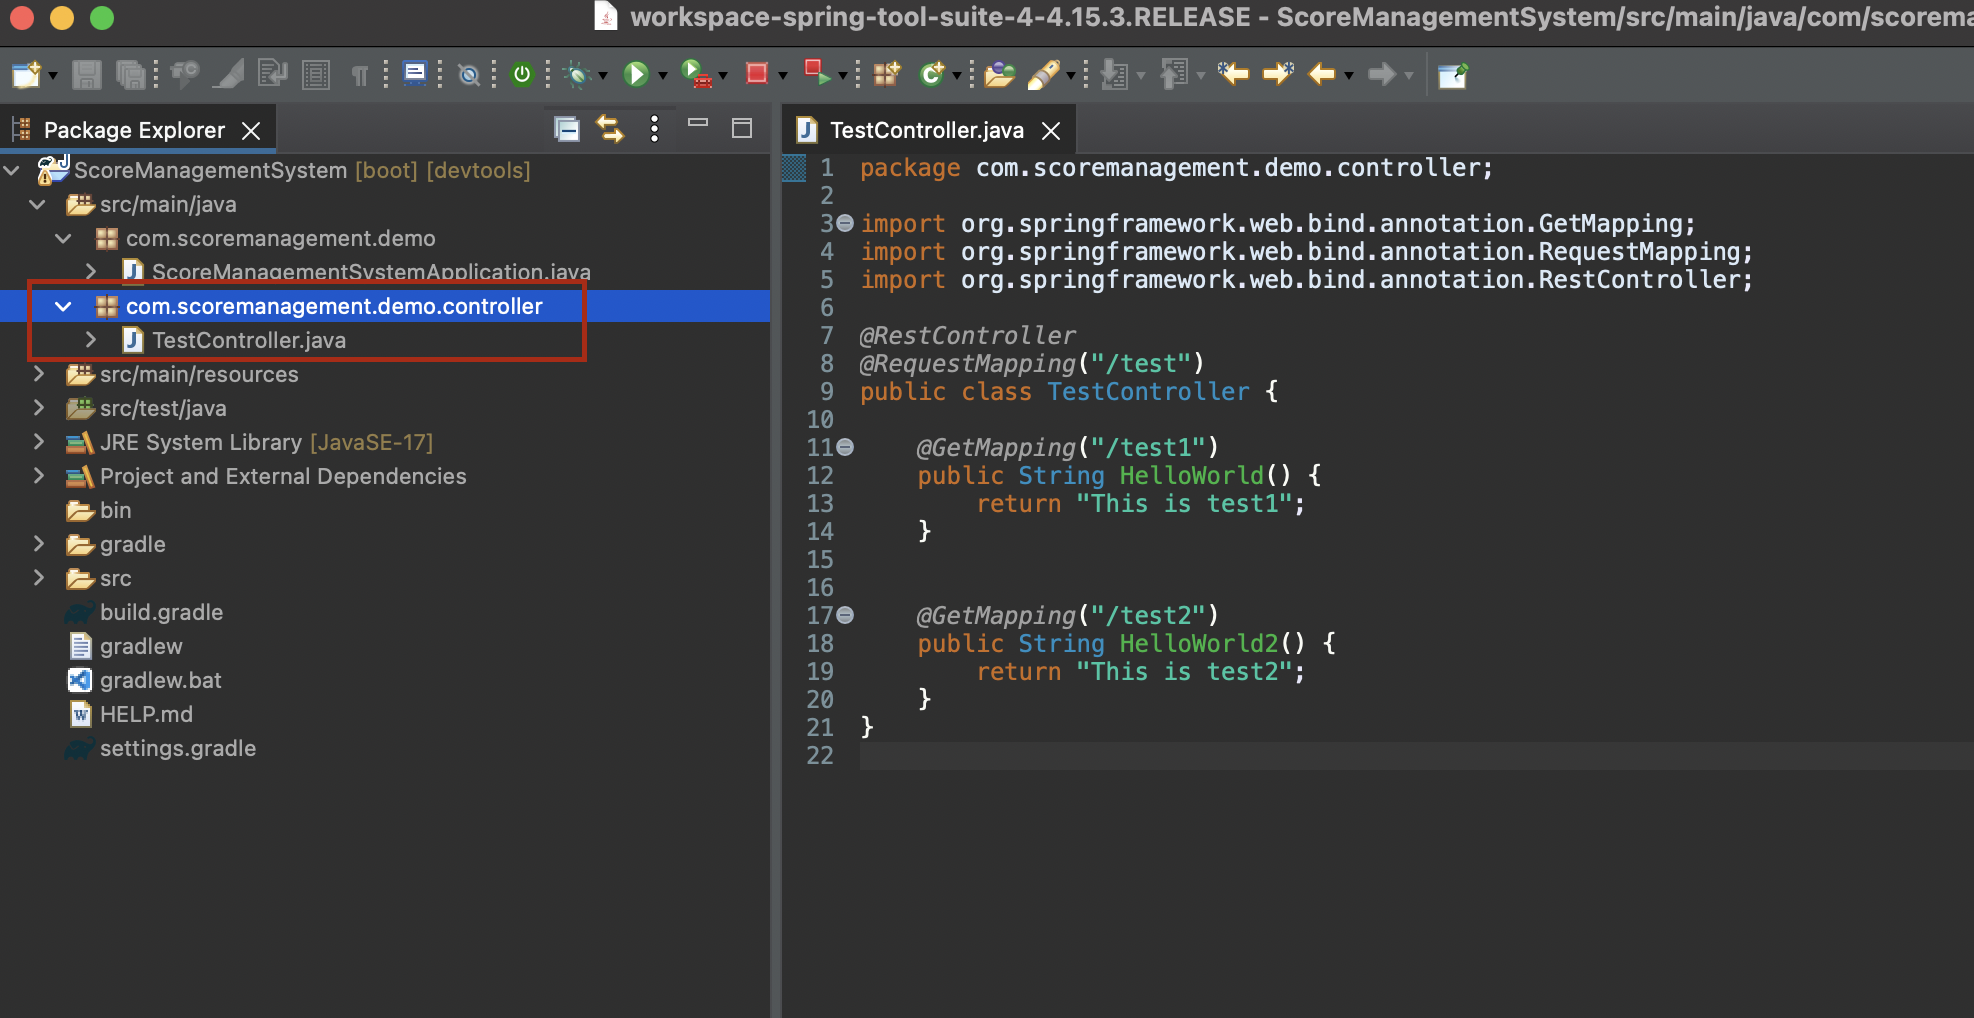 workspace-spring-tool-suite-4-4.15.3.RELEASE - ScoreManagementSystem/src/main/java/com/scorema
Package Explorer
ScoreManagementSystem [boot] [devtools]
src/main/java
com.scoremanagement.demo
ScoreManagementSystemApplication.java
com.scoremanagement.demo.controller
TestController.java
src/main/resources
src/test/java
JRE System Library [JavaSE-17]
Project and External Dependencies
bin
gradle
src
build.gradle
gradlew
gradlew.bat
HELP.md
settings.gradle
TestController.java
1 package com.scoremanagement.demo.controller;
2
3 import org.springframework.web.bind.annotation.GetMapping;
4 import org.springframework.web.bind.annotation.RequestMapping;
5 import org.springframework.web.bind.annotation.RestController;
6
7 @RestController
8 @RequestMapping("/test")
9 public class TestController {
10
11     @GetMapping("/test1")
12     public String HelloWorld() {
13         return "This is test1";
14     }
15
16
17     @GetMapping("/test2")
18     public String HelloWorld2() {
19         return "This is test2";
20     }
21 }
22